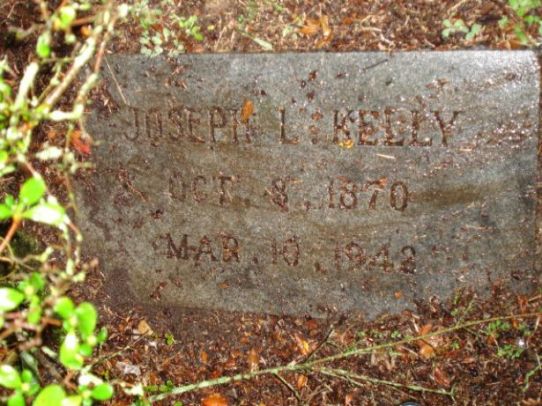 JOSEPH L. KELLY
OCT. 8, 1870
MAR. 10, 1942